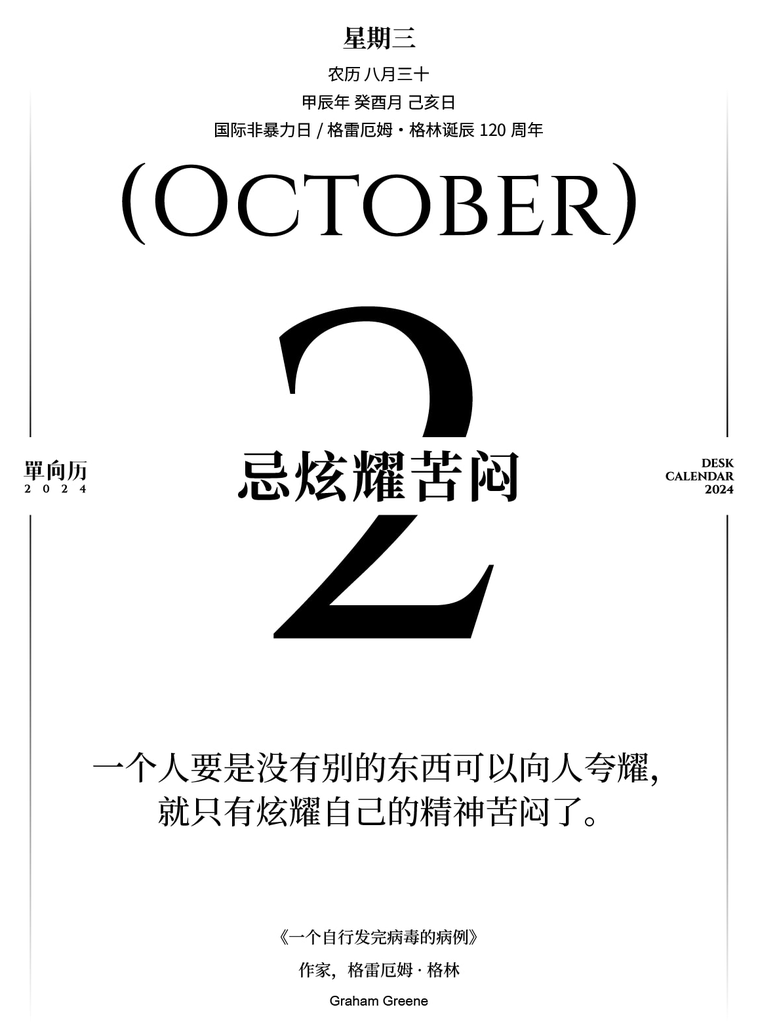 星期三
农历 八月三十
甲辰年 癸酉月 己亥日
国际非暴力日 / 格雷厄姆·格林诞辰 120 周年
(OCTOBER)
2
忌炫耀苦闷
單向历
2024
DESK
CALENDAR
2024
一个人要是没有别的东西可以向人夸耀，
就只有炫耀自己的精神苦闷了。
《一个自行发完病毒的病例》
作家，格雷厄姆 · 格林
Graham Greene